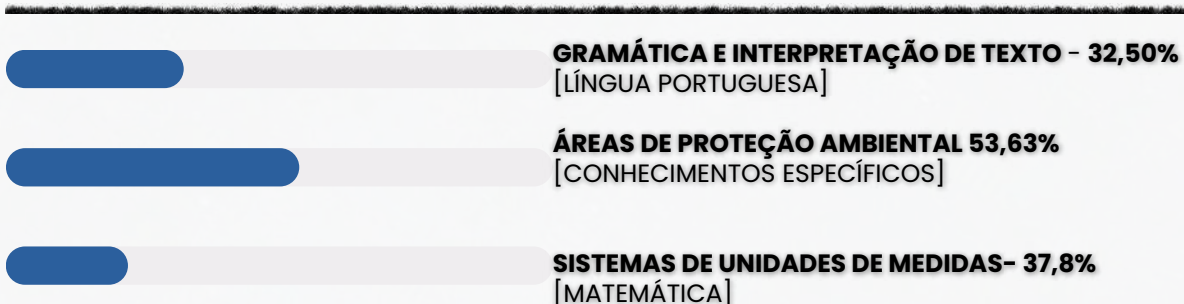 GRAMÁTICA E INTERPRETAÇÃO DE TEXTO - 32,50%
[LÍNGUA PORTUGUESA]
ÁREAS DE PROTEÇÃO AMBIENTAL 53,63%
[CONHECIMENTOS ESPECÍFICOS]
SISTEMAS DE UNIDADES DE MEDIDAS- 37,8%
[MATEMÁTICA]